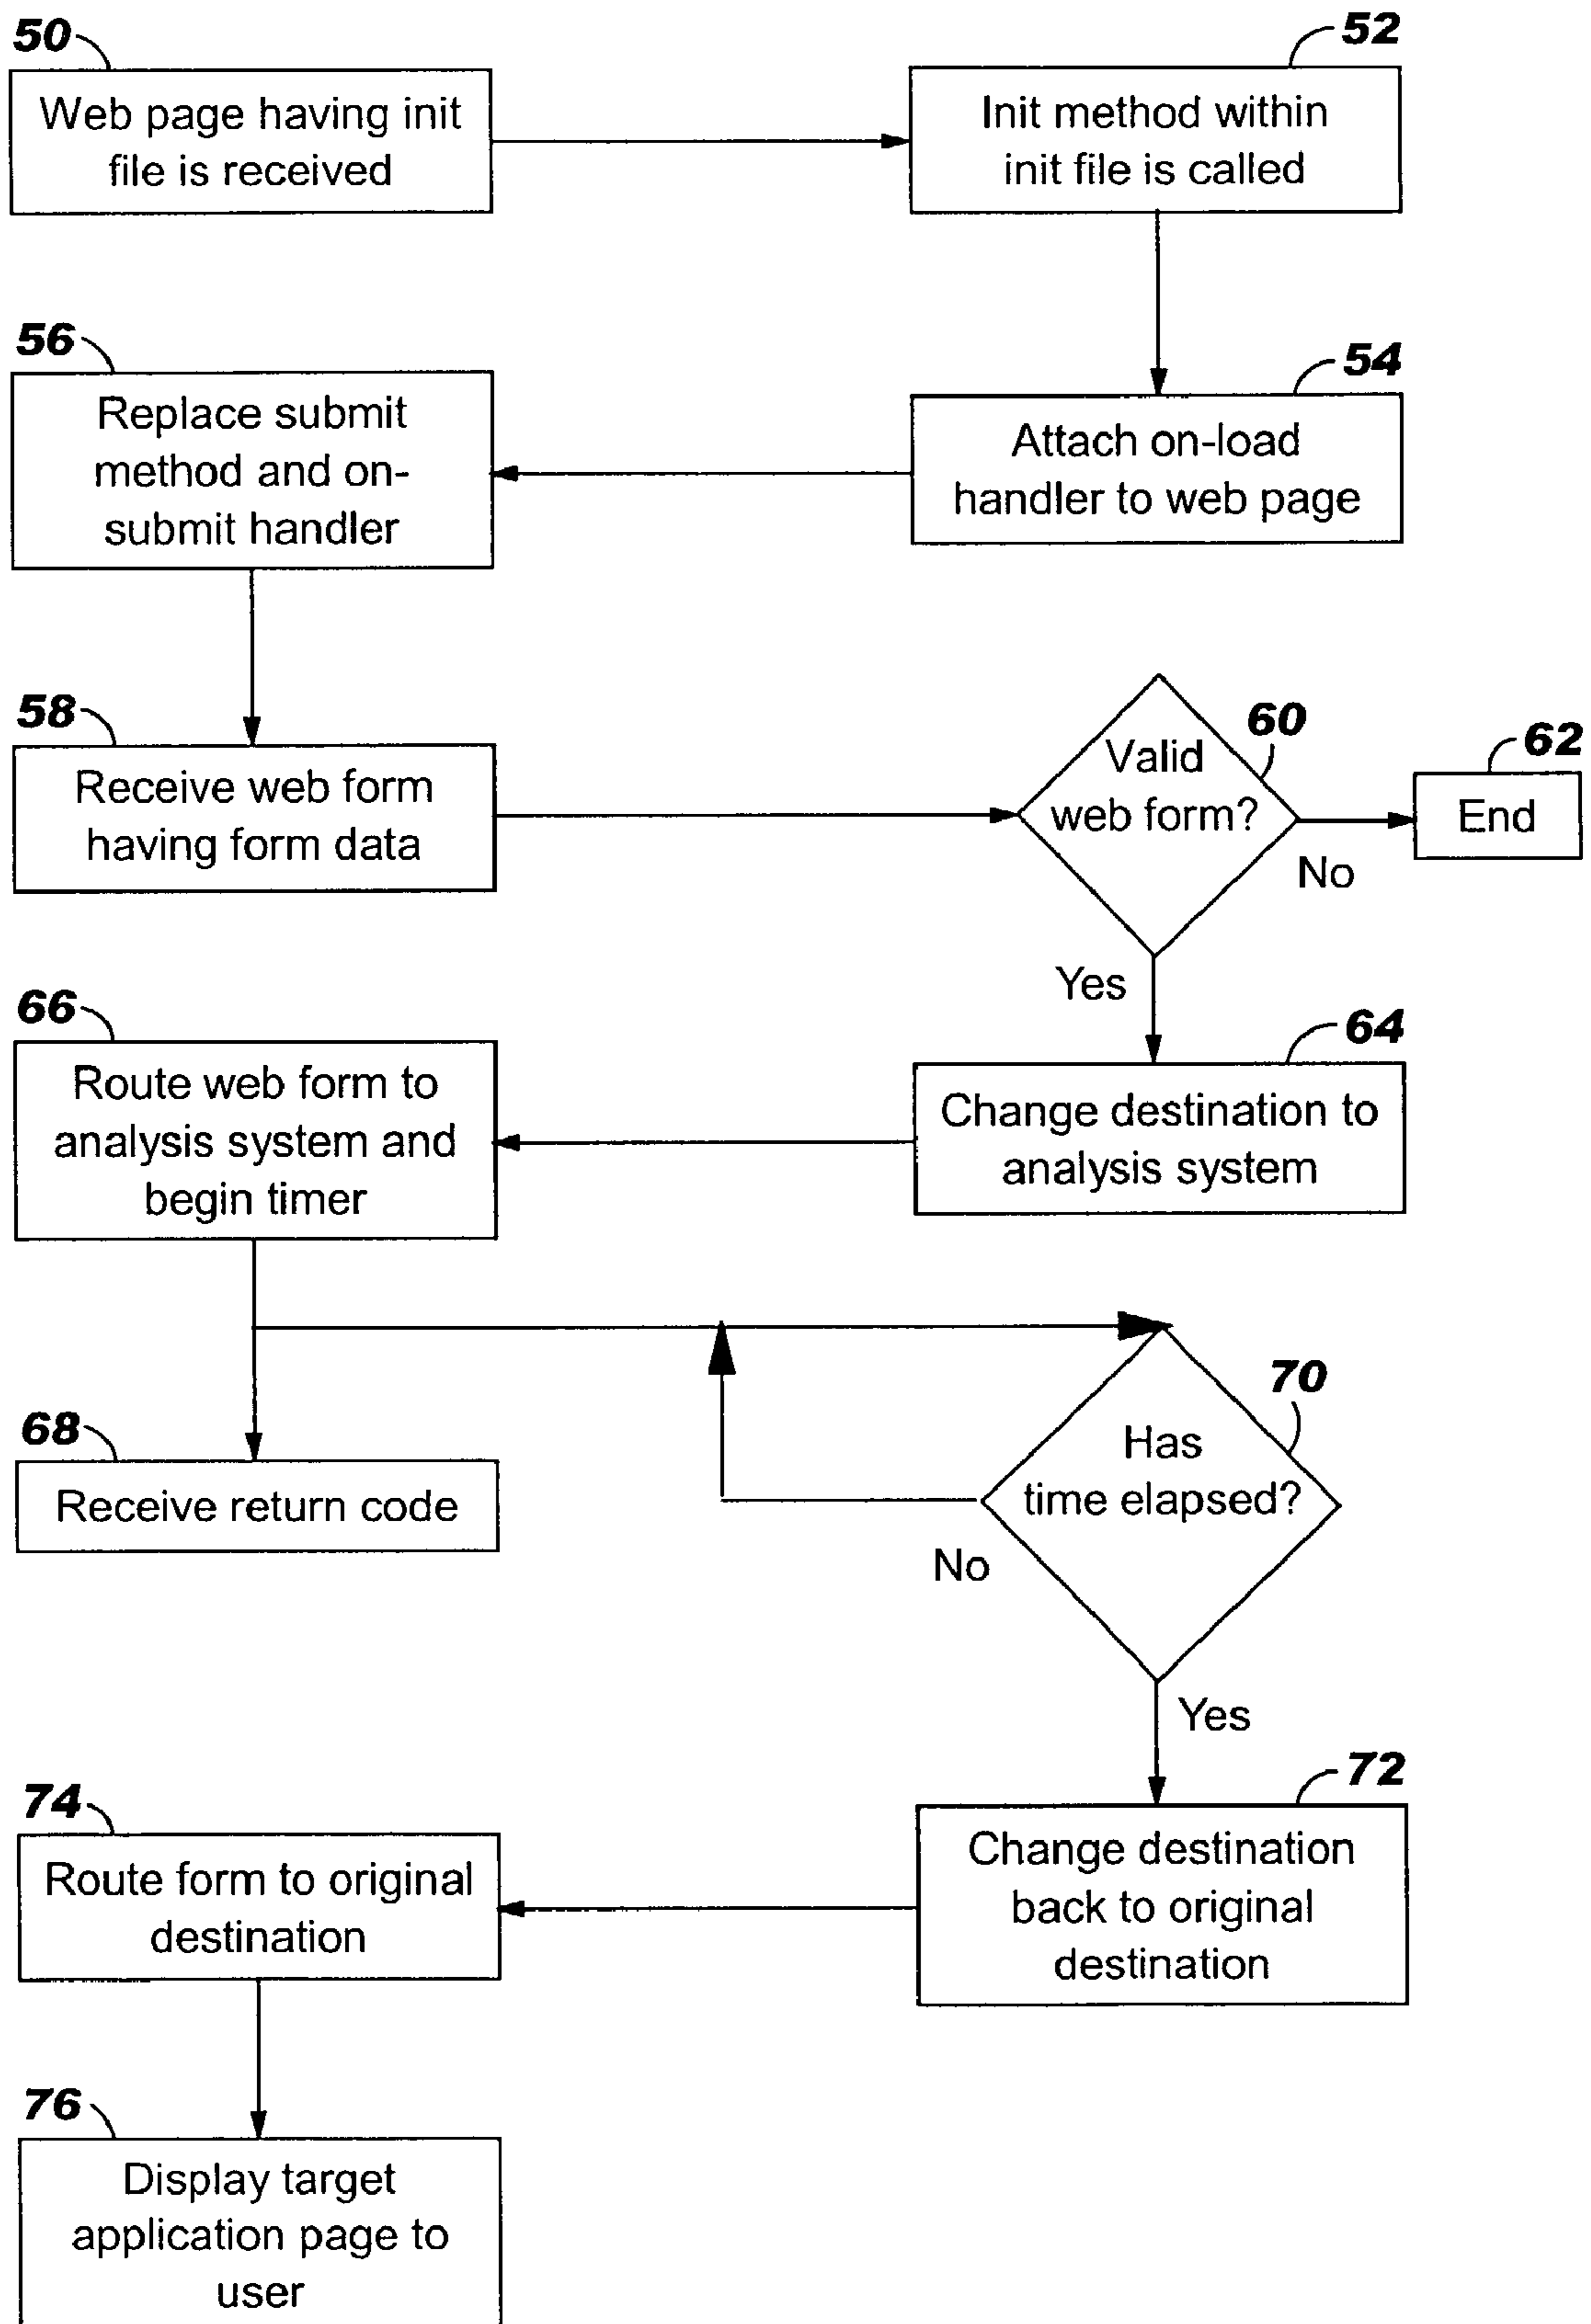 50
Web page having init
file is received
52
Init method within
init file is called
54
Attach on-load
handler to web page
56
Replace submit
method and on-
submit handler
58
Receive web form
having form data
60
Valid
web form?
No
62
End
Yes
64
Change destination to
analysis system
66
Route web form to
analysis system and
begin timer
68
Receive return code
70
Has
time elapsed?
No
Yes
72
Change destination
back to original
destination
74
Route form to original
destination
76
Display target
application page to
user